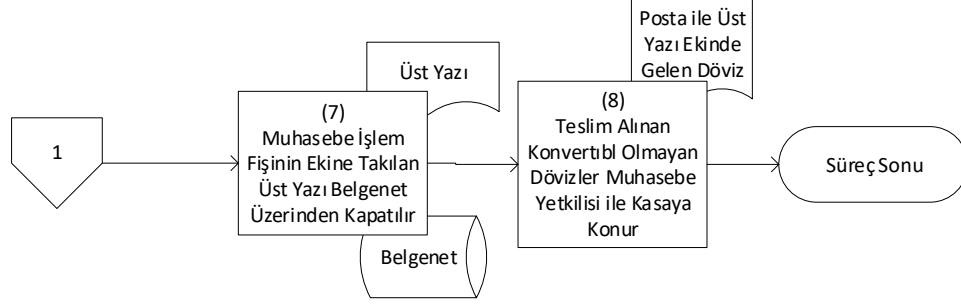 1
(7)
Muhasebe İşlem
Fişinin Ekine Takılan
Üst Yazı Belgenet
Üzerinden Kapatılır
Üst Yazı
Belgenet
(8)
Teslim Alınan
Konvertıbl Olmayan
Dövizler Muhasebe
Yetkilisi ile Kasaya
Konur
Posta ile Üst
Yazı Ekinde
Gelen Döviz
Süreç Sonu